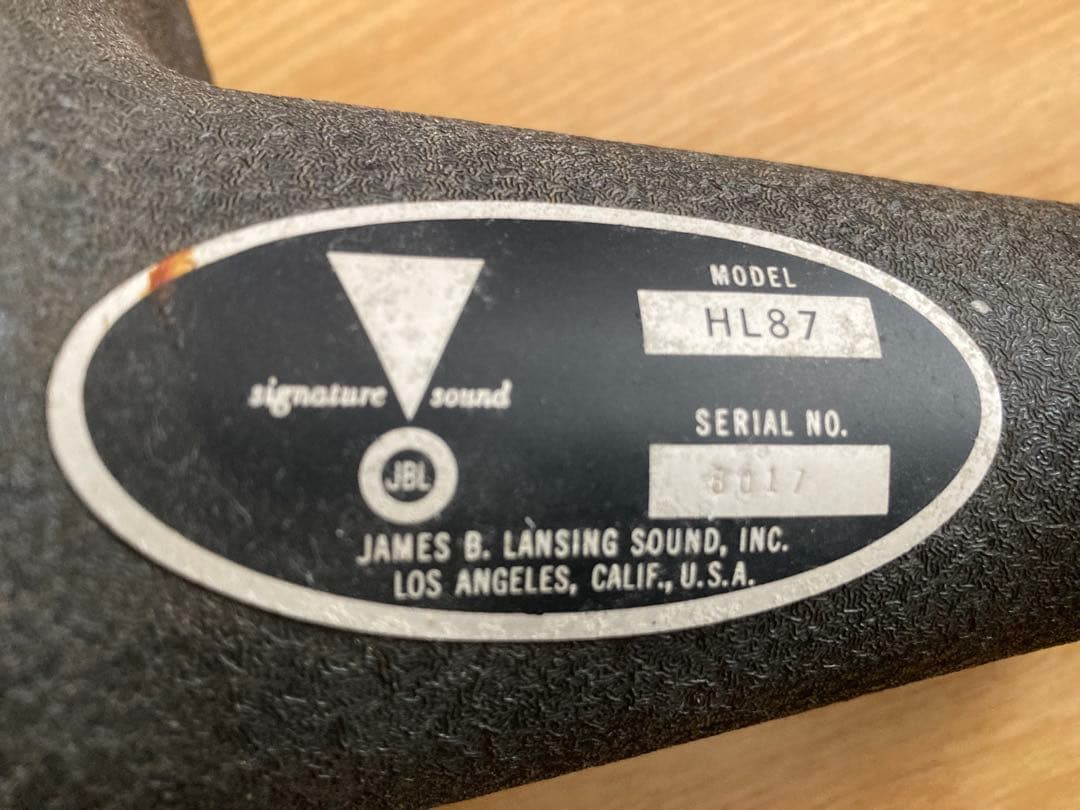 MODEL
HL87
signature sound
SERIAL NO.
JBL
JAMES B. LANSING SOUND, INC.
LOS ANGELES, CALIF., U.S.A.